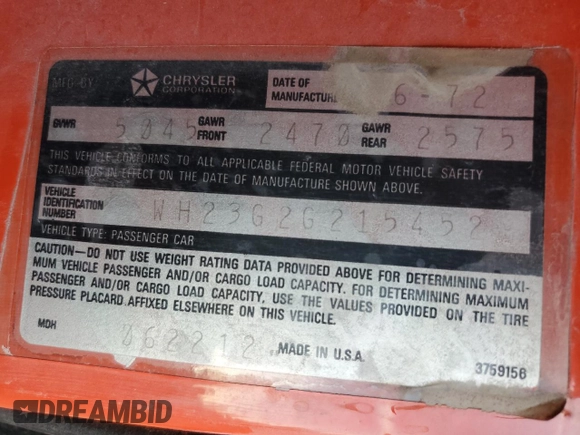 MFG BY CHRYSLER CORPORATION
DATE OF MANUFACTURE 6-72
GVWR 5045 GAWR FRONT 2470 GAWR REAR 2575
THIS VEHICLE CONFORMS TO ALL APPLICABLE FEDERAL MOTOR VEHICLE SAFETY
STANDARDS IN EFFECT ON THE DATE OF MANUFACTURE SHOWN ABOVE.
VEHICLE IDENTIFICATION NUMBER WH23G2G215452
VEHICLE TYPE: PASSENGER CAR
CAUTION—DO NOT USE WEIGHT RATING DATA PROVIDED ABOVE FOR DETERMINING MAXI-
MUM VEHICLE PASSENGER AND/OR CARGO LOAD CAPACITY. FOR DETERMINING MAXIMUM
PASSENGER AND/OR CARGO LOAD CAPACITY, USE THE VALUES PROVIDED ON THE TIRE
PRESSURE PLACARD AFFIXED ELSEWHERE ON THIS VEHICLE.
MDH 062212 MADE IN U.S.A. 3759156
DREAMBID